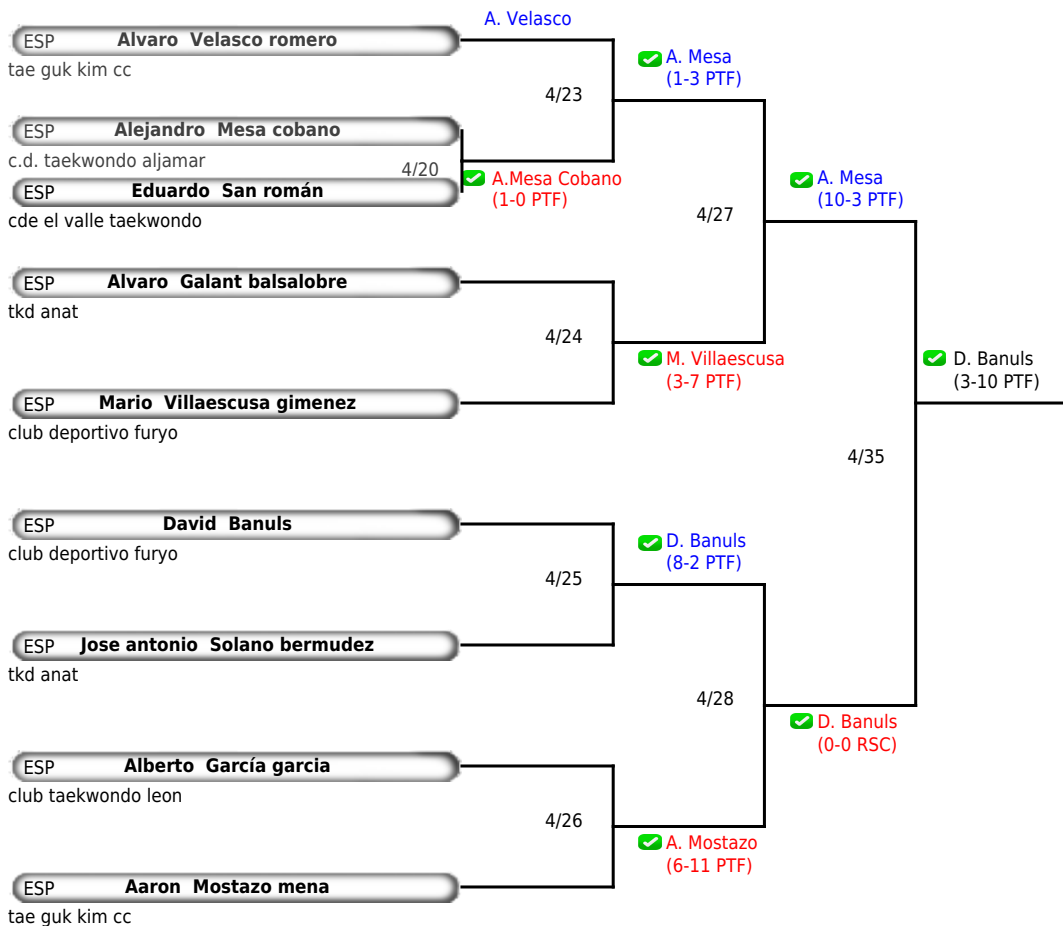 A. Velasco
ESP Alvaro Velasco romero
tae guk kim cc
A. Mesa
(1-3 PTF)
4/23
ESP Alejandro Mesa cobano
c.d. taekwondo aljamar
4/20
A.Mesa Cobano
(1-0 PTF)
ESP Eduardo San román
cde el valle taekwondo
A. Mesa
(10-3 PTF)
4/27
ESP Alvaro Galant balsalobre
tkd anat
4/24
M. Villaescusa
(3-7 PTF)
D. Banuls
(3-10 PTF)
ESP Mario Villaescusa gimenez
club deportivo furyo
4/35
ESP David Banuls
club deportivo furyo
D. Banuls
(8-2 PTF)
4/25
ESP Jose antonio Solano bermudez
tkd anat
4/28
D. Banuls
(0-0 RSC)
ESP Alberto García garcia
club taekwondo leon
4/26
A. Mostazo
(6-11 PTF)
ESP Aaron Mostazo mena
tae guk kim cc